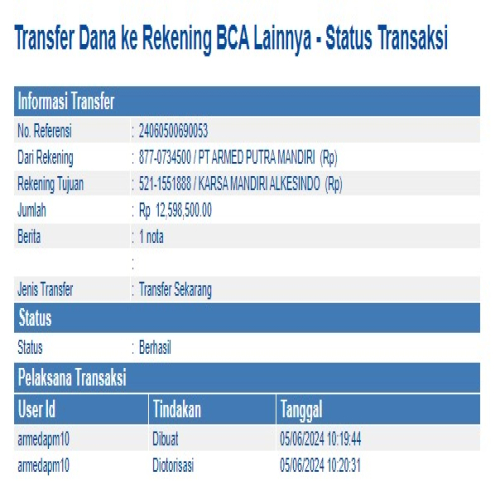 Transfer Dana ke Rekening BCA Lainnya - Status Transaksi
Informasi Transfer
No. Referensi : 24060500690053
Dari Rekening : 877-0734500 / PT ARMED PUTRA MANDIRI (Rp)
Rekening Tujuan : 521-1551888 / KARSA MANDIRI ALKESINDO (Rp)
Jumlah : Rp 12,598,500.00
Berita : 1 nota
:
Jenis Transfer : Transfer Sekarang
Status
Status : Berhasil
Pelaksana Transaksi
User Id Tindakan Tanggal
armedapm10 Dibuat 05/06/2024 10:19:44
armedapm10 Diotorisasi 05/06/2024 10:20:31